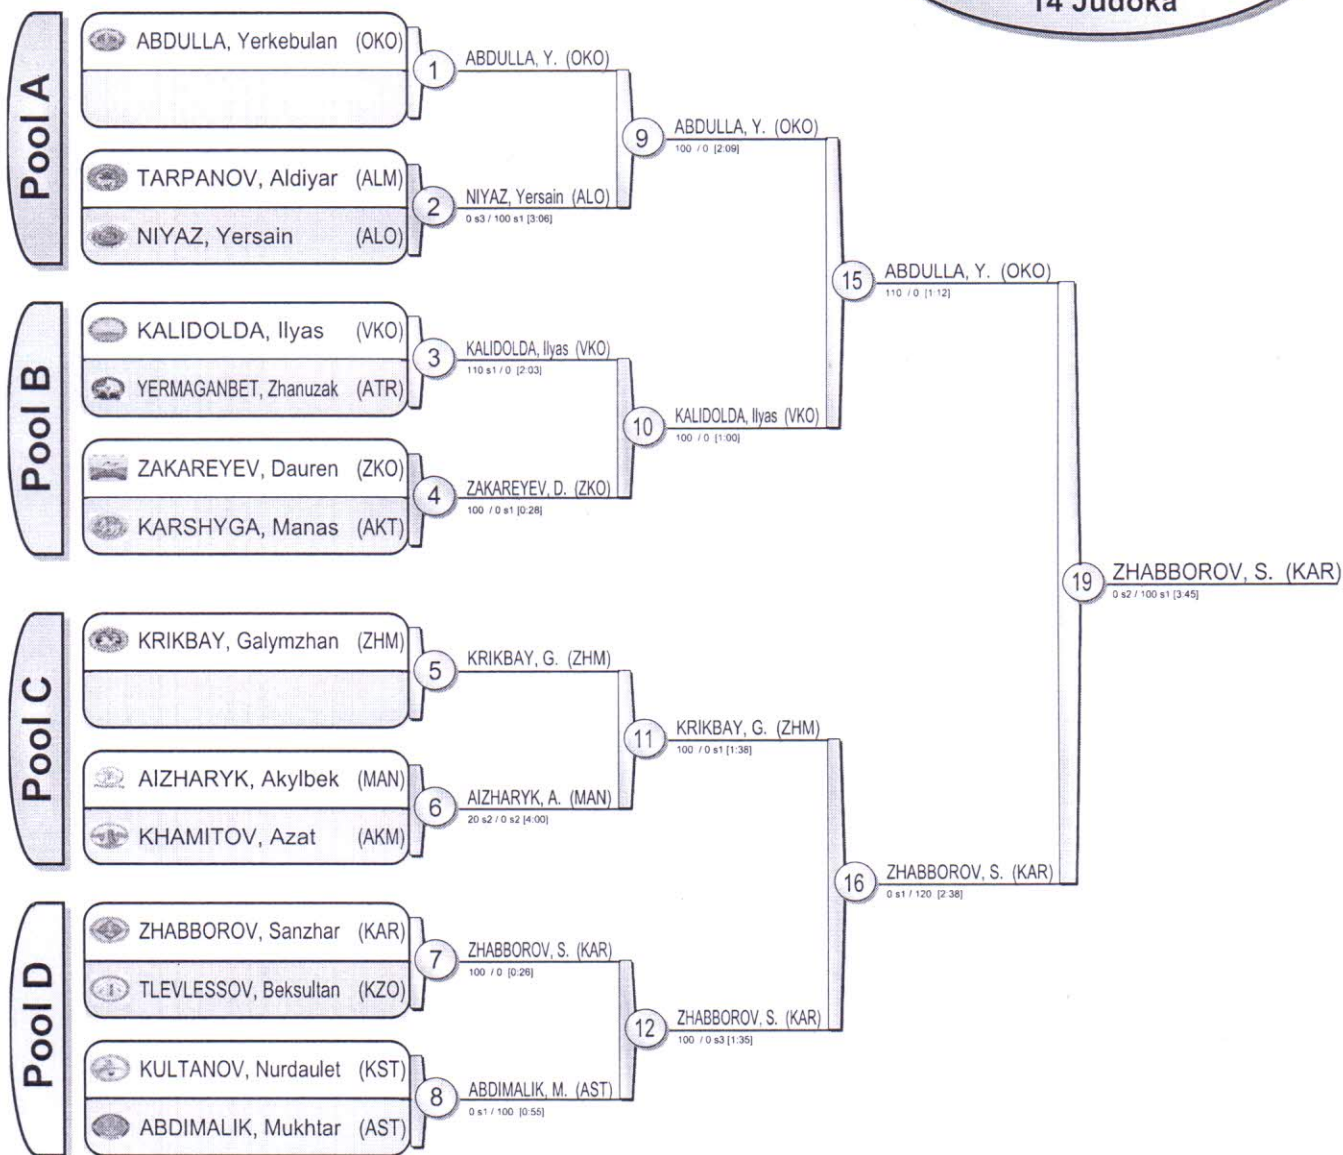 14 Judoka
Pool A
ABDULLA, Yerkebulan (OKO)
1
ABDULLA, Y. (OKO)
TARPANOV, Aldiyar (ALM)
NIYAZ, Yersain (ALO)
2
NIYAZ, Yersain (ALO)
0 s3 / 100 s1 [3:06]
9
ABDULLA, Y. (OKO)
100 / 0 [2:09]
Pool B
KALIDOLDA, Ilyas (VKO)
YERMAGANBET, Zhanuzak (ATR)
3
KALIDOLDA, Ilyas (VKO)
110 s1 / 0 [2:03]
ZAKAREYEV, Dauren (ZKO)
KARSHYGA, Manas (AKT)
4
ZAKAREYEV, D. (ZKO)
100 / 0 s1 [0:28]
10
KALIDOLDA, Ilyas (VKO)
100 / 0 [1:00]
15
ABDULLA, Y. (OKO)
110 / 0 [1:12]
Pool C
KRIKBAY, Galymzhan (ZHM)
5
KRIKBAY, G. (ZHM)
AIZHARYK, Akylbek (MAN)
KHAMITOV, Azat (AKM)
6
AIZHARYK, A. (MAN)
20 s2 / 0 s2 [4:00]
11
KRIKBAY, G. (ZHM)
100 / 0 s1 [1:38]
Pool D
ZHABBOROV, Sanzhar (KAR)
TLEVLESSOV, Beksultan (KZO)
7
ZHABBOROV, S. (KAR)
100 / 0 [0:26]
KULTANOV, Nurdaulet (KST)
ABDIMALIK, Mukhtar (AST)
8
ABDIMALIK, M. (AST)
0 s1 / 100 [0:55]
12
ZHABBOROV, S. (KAR)
100 / 0 s3 [1:35]
16
ZHABBOROV, S. (KAR)
0 s1 / 120 [2:38]
19
ZHABBOROV, S. (KAR)
0 s2 / 100 s1 [3:45]